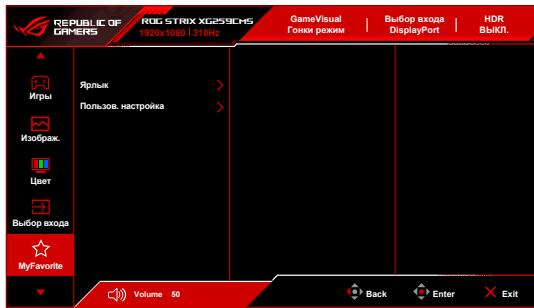 REPUBLIC OF
GAMERS
ROG STRIX XG259CMS
1920x1080 | 310Hz
GameVisual
Гонки режим
Выбор входа
DisplayPort
HDR
ВЫКЛ.
Игры
Изображ.
Цвет
Выбор входа
MyFavorite
Ярлык
Пользов. настройка
Volume 50
Back
Enter
Exit